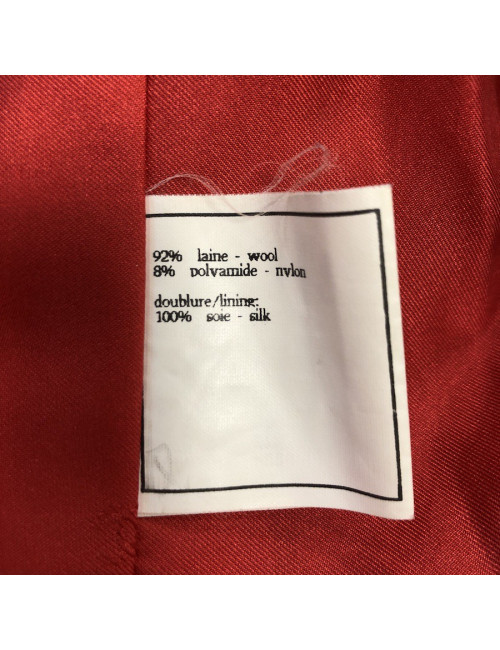 92% laine - wool
8% polyamide - nylon
doublure/lining:
100% soie - silk